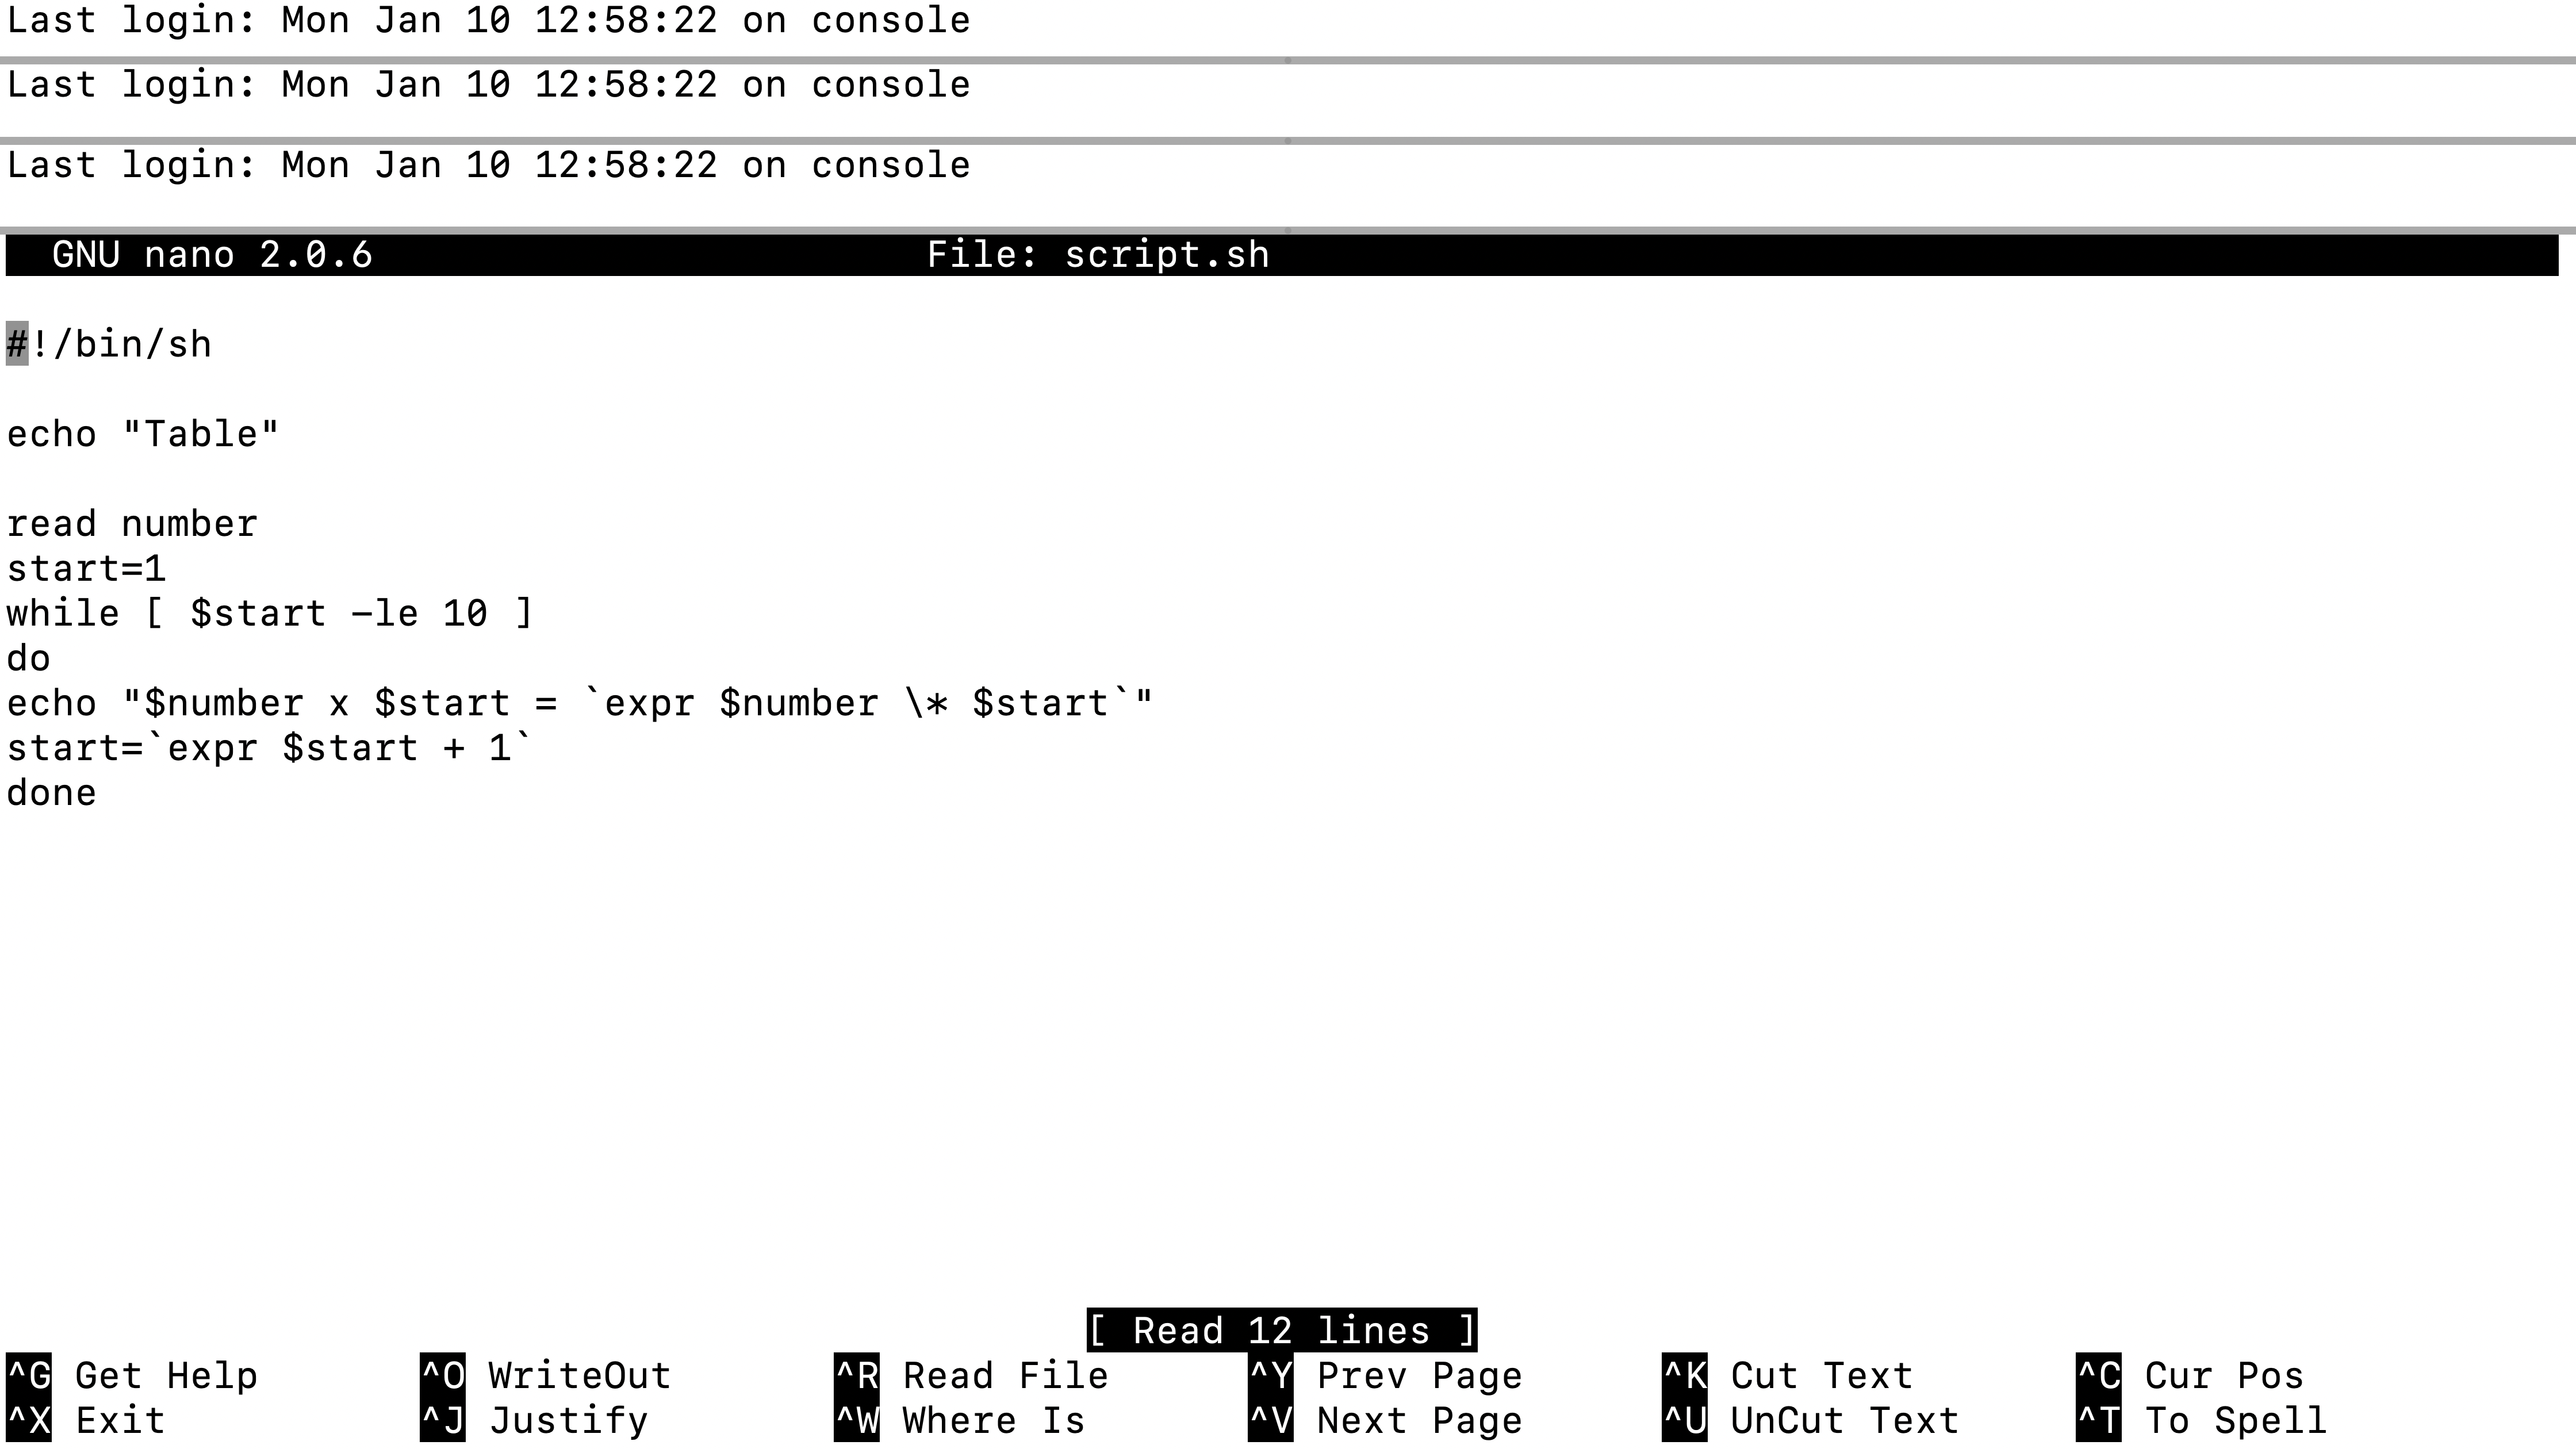 Last login: Mon Jan 10 12:58:22 on console
Last login: Mon Jan 10 12:58:22 on console
Last login: Mon Jan 10 12:58:22 on console
GNU nano 2.0.6 File: script.sh
#!/bin/sh
echo "Table"
read number
start=1
while [ $start -le 10 ]
do
echo "$number x $start = `expr $number \* $start`"
start=`expr $start + 1`
done
[ Read 12 lines ]
^G Get Help ^O WriteOut ^R Read File ^Y Prev Page ^K Cut Text ^C Cur Pos
^X Exit ^J Justify ^W Where Is ^V Next Page ^U UnCut Text ^T To Spell